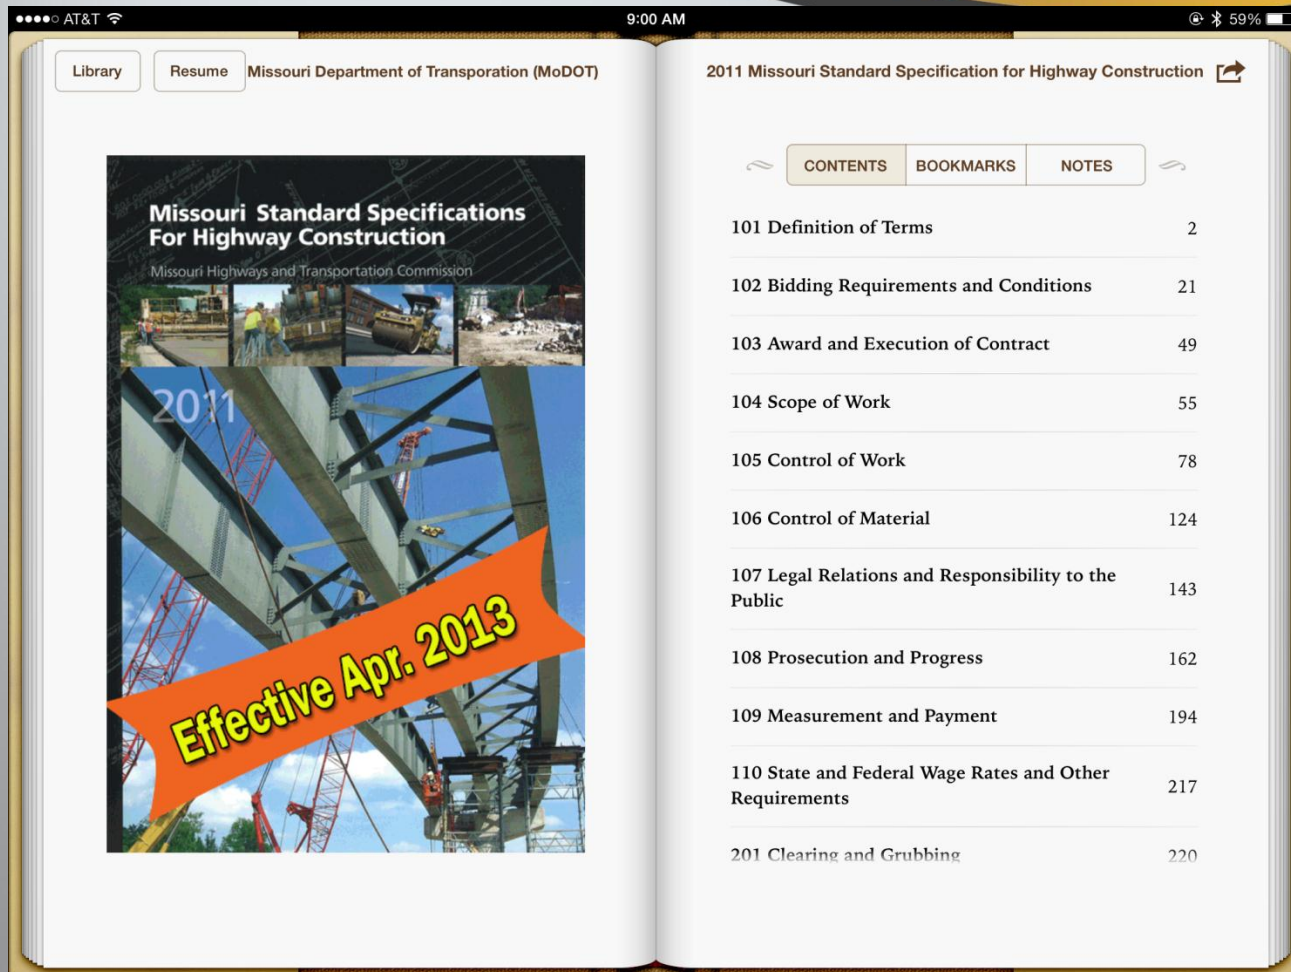 AT&T
9:00 AM
59%
Library
Resume
Missouri Department of Transporation (MoDOT)
Missouri Standard Specifications
For Highway Construction
Missouri Highways and Transportation Commission
2011
Effective Apr. 2013
2011 Missouri Standard Specification for Highway Construction
CONTENTS
BOOKMARKS
NOTES
101 Definition of Terms 2
102 Bidding Requirements and Conditions 21
103 Award and Execution of Contract 49
104 Scope of Work 55
105 Control of Work 78
106 Control of Material 124
107 Legal Relations and Responsibility to the
Public 143
108 Prosecution and Progress 162
109 Measurement and Payment 194
110 State and Federal Wage Rates and Other
Requirements 217
201 Clearing and Grubbing 220